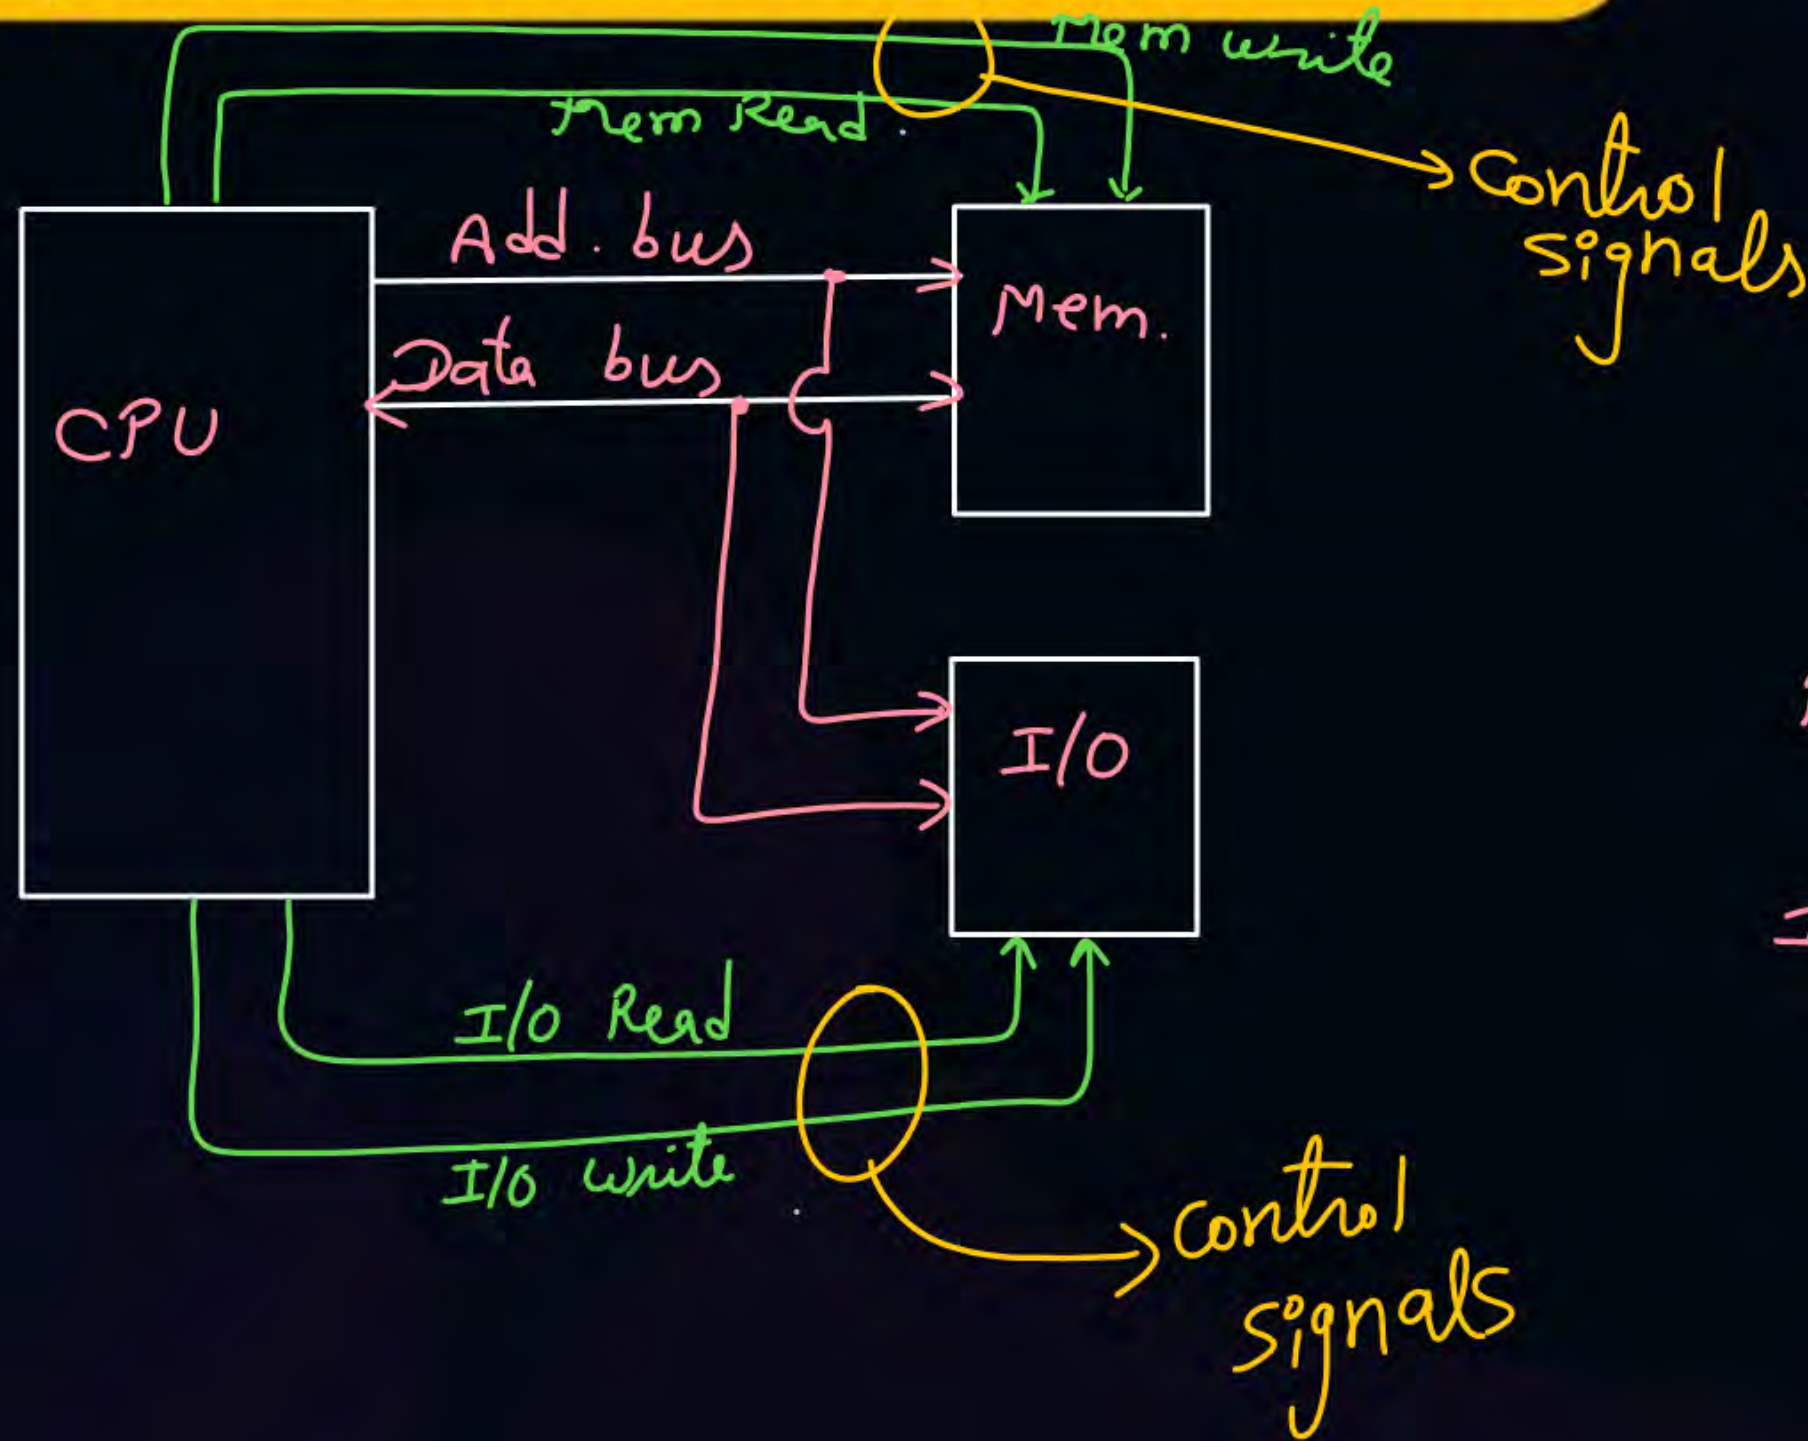 Mem write
Mem Read
Control
signals
Add. bus
Data bus
Mem.
CPU
I/O
I/O Read
I/O write
Control
signals